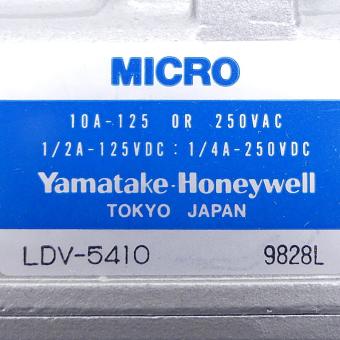 MICRO
10A-125 OR 250VAC
1/2A-125VDC : 1/4A-250VDC
Yamatake-Honeywell
TOKYO JAPAN
LDV-5410 9828L